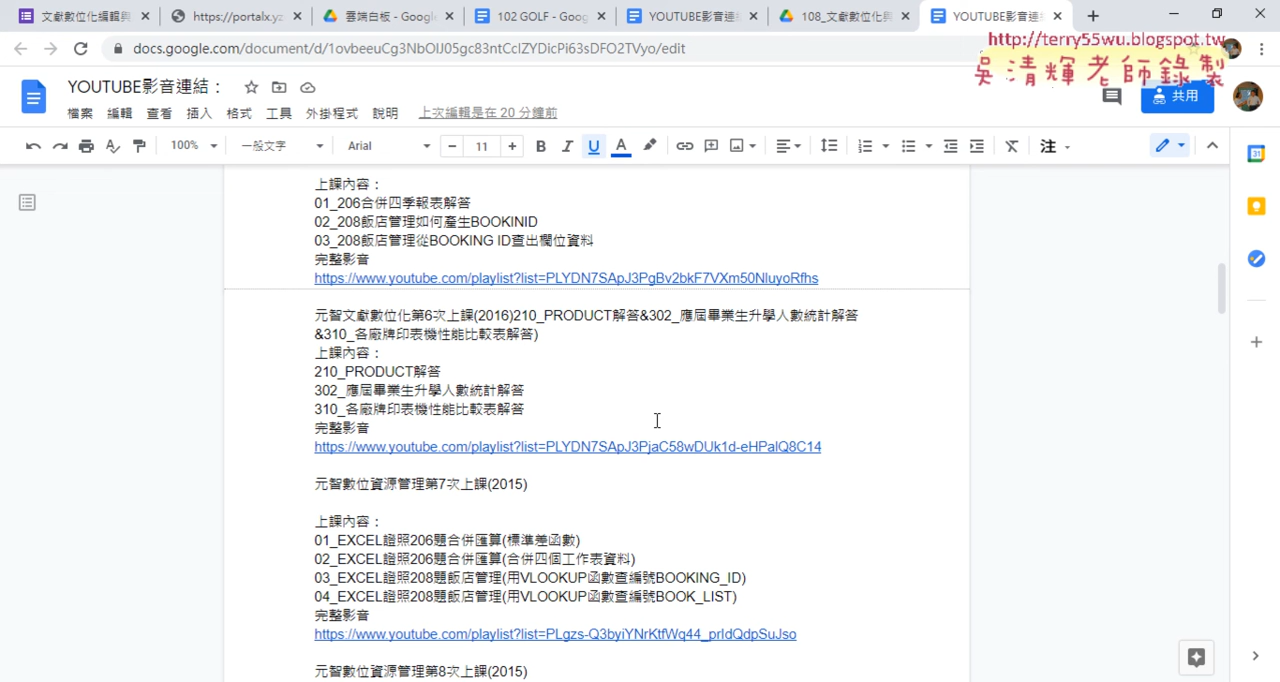 文獻數位化編輯與
https://portalx.yz
雲端白板 - Googl
102 GOLF - Goog
YOUTUBE影音連
108_文獻數位化與
YOUTUBE影音連
docs.google.com/document/d/1ovbeeuCg3NbOIJ05gc83ntCcIZYDicPi63sDFO2TVyo/edit
http://terry55wu.blogspot.tw
吳清輝老師錄製
YOUTUBE影音連結：
檔案 編輯 查看 插入 格式 工具 外掛程式 說明 上次編輯是在 20 分鐘前
共用
100% 一般文字 Arial 11 B I U A 注
上課內容：
01_206合併四季報表解答
02_208飯店管理如何產生BOOKINID
03_208飯店管理從BOOKING ID查出欄位資料
完整影音
https://www.youtube.com/playlist?list=PLYDN7SApJ3PgBv2bkF7VXm50NluyoRfhs
元智文獻數位化第6次上課(2016)210_PRODUCT解答&302_應屆畢業生升學人數統計解答
&310_各廠牌印表機性能比較表解答)
上課內容：
210_PRODUCT解答
302_應屆畢業生升學人數統計解答
310_各廠牌印表機性能比較表解答
完整影音
https://www.youtube.com/playlist?list=PLYDN7SApJ3PjaC58wDUk1d-eHPalQ8C14
元智數位資源管理第7次上課(2015)
上課內容：
01_EXCEL證照206題合併匯算(標準差函數)
02_EXCEL證照206題合併匯算(合併四個工作表資料)
03_EXCEL證照208題飯店管理(用VLOOKUP函數查編號BOOKING_ID)
04_EXCEL證照208題飯店管理(用VLOOKUP函數查編號BOOK_LIST)
完整影音
https://www.youtube.com/playlist?list=PLgzs-Q3byiYNrKtfWq44_prIdQdpSuJso
元智數位資源管理第8次上課(2015)